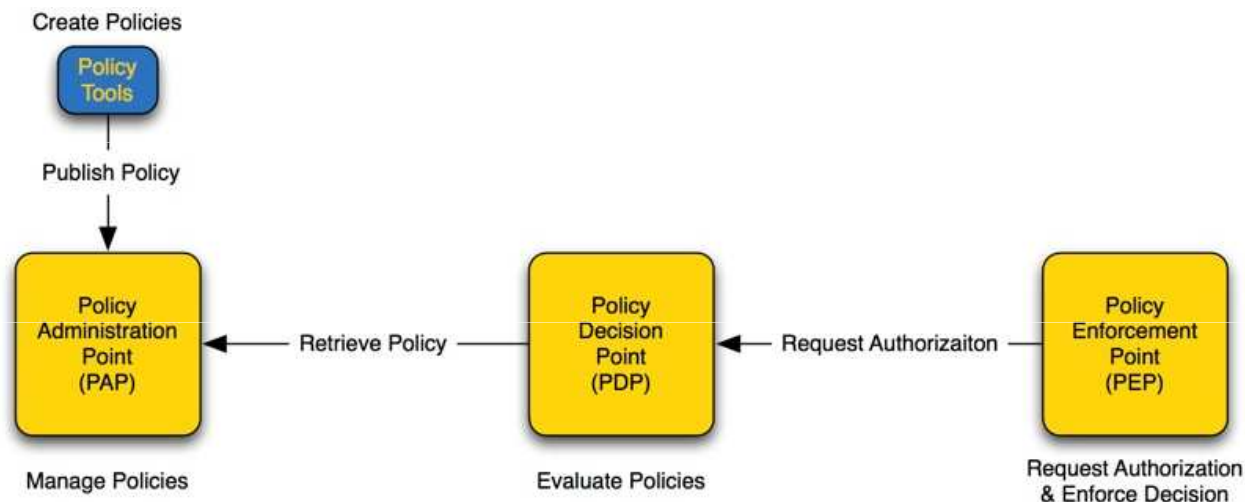 Create Policies
Policy
Tools
Publish Policy
Policy
Administration
Point
(PAP)
Retrieve Policy
Policy
Decision
Point
(PDP)
Request Authorizaiton
Policy
Enforcement
Point
(PEP)
Manage Policies
Evaluate Policies
Request Authorization
& Enforce Decision